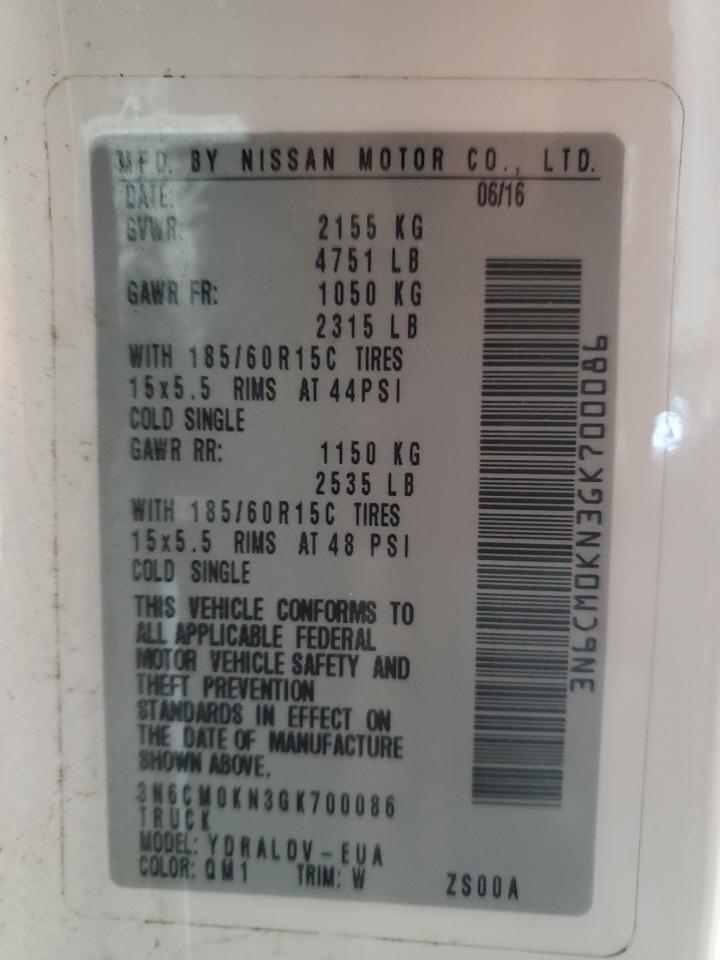 MFD. BY NISSAN MOTOR CO., LTD.
DATE: 06/16
GVWR: 2155 KG
4751 LB
GAWR FR: 1050 KG
2315 LB
WITH 185/60R15C TIRES
15x5.5 RIMS AT 44PSI
COLD SINGLE
GAWR RR: 1150 KG
2535 LB
WITH 185/60R15C TIRES
15x5.5 RIMS AT 48 PSI
COLD SINGLE
THIS VEHICLE CONFORMS TO
ALL APPLICABLE FEDERAL
MOTOR VEHICLE SAFETY AND
THEFT PREVENTION
STANDARDS IN EFFECT ON
THE DATE OF MANUFACTURE
SHOWN ABOVE.
3N6CM0KN3GK700086
TRUCK
MODEL: YDRALDV-EUA
COLOR: QM1 TRIM: W ZS00A
3N6CM0KN3GK700086